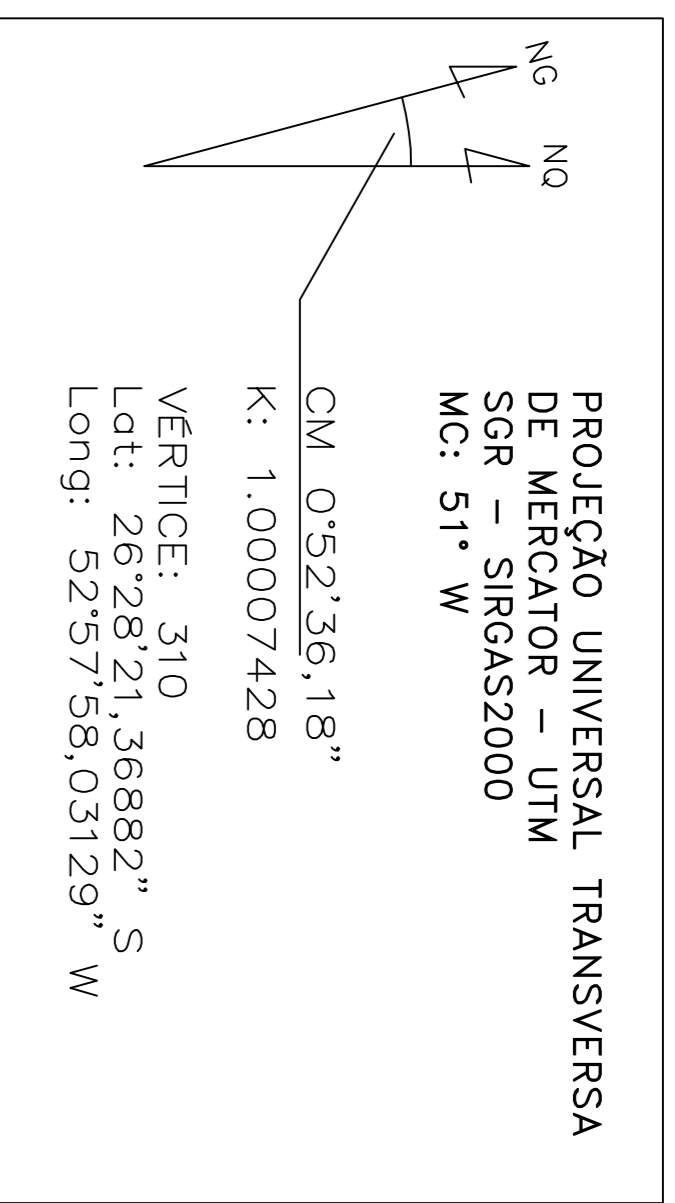 NG
NQ
PROJEÇÃO UNIVERSAL TRANSVERSA
DE MERCATOR – UTM
SGR – SIRGAS2000
MC: 51° W
CM 0°52'36,18"
K: 1.00007428
VÉRTICE: 310
Lat: 26°28'21,36882" S
Long: 52°57'58,03129" W